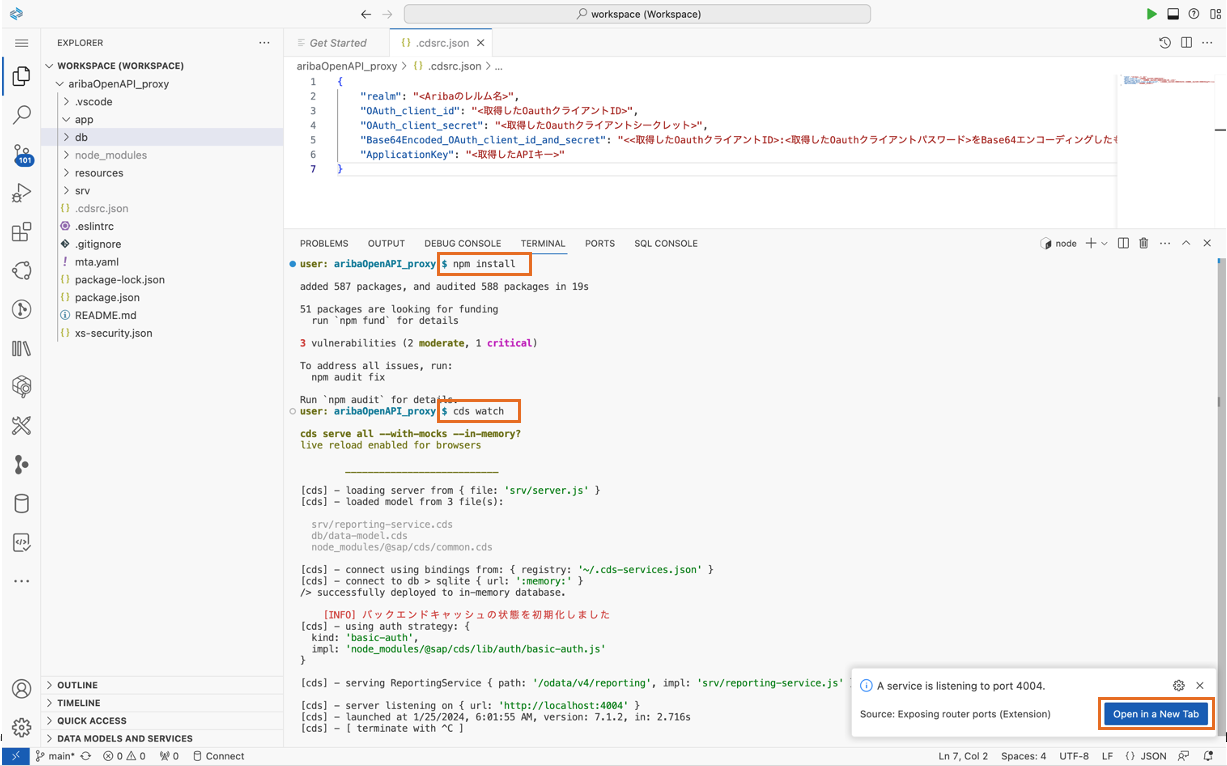 workspace (Workspace)
EXPLORER
WORKSPACE (WORKSPACE)
aribaOpenAPI_proxy
.vscode
app
db
node_modules
resources
srv
.cdsrc.json
.eslintrc
.gitignore
mta.yaml
package-lock.json
package.json
README.md
xs-security.json
101
OUTLINE
TIMELINE
QUICK ACCESS
DATA MODELS AND SERVICES
Get Started
.cdsrc.json
aribaOpenAPI_proxy > {} .cdsrc.json > ...
1 {
2 "realm": "<Aribaのレルム名>",
3 "OAuth_client_id": "<取得したOauthクライアントID>",
4 "OAuth_client_secret": "<取得したOauthクライアントシークレット>",
5 "Base64Encoded_OAuth_client_id_and_secret": "<<取得したOauthクライアントID>:<取得したOauthクライアントパスワード>をBase64エンコーディングした
6 "ApplicationKey": "<取得したAPIキー>"
7 }
PROBLEMS OUTPUT DEBUG CONSOLE TERMINAL PORTS SQL CONSOLE
node
user: aribaOpenAPI_proxy $ npm install
added 587 packages, and audited 588 packages in 19s
51 packages are looking for funding
run `npm fund` for details
3 vulnerabilities (2 moderate, 1 critical)
To address all issues, run:
npm audit fix
Run `npm audit` for details.
user: aribaOpenAPI_proxy $ cds watch
cds serve all --with-mocks --in-memory?
live reload enabled for browsers
___________________________
[cds] - loading server from { file: 'srv/server.js' }
[cds] - loaded model from 3 file(s):
srv/reporting-service.cds
db/data-model.cds
node_modules/@sap/cds/common.cds
[cds] - connect using bindings from: { registry: '~/.cds-services.json' }
[cds] - connect to db > sqlite { url: ':memory:' }
/> successfully deployed to in-memory database.
[INFO] バックエンドキャッシュの状態を初期化しました
[cds] - using auth strategy: {
kind: 'basic-auth',
impl: 'node_modules/@sap/cds/lib/auth/basic-auth.js'
}
[cds] - serving ReportingService { path: '/odata/v4/reporting', impl: 'srv/reporting-service.js'
[cds] - server listening on { url: 'http://localhost:4004' }
[cds] - launched at 1/25/2024, 6:01:55 AM, version: 7.1.2, in: 2.716s
[cds] - [ terminate with ^C ]
A service is listening to port 4004.
Source: Exposing router ports (Extension)
Open in a New Tab
main* 0 0 0 Connect
Ln 7, Col 2 Spaces: 4 UTF-8 LF {} JSON